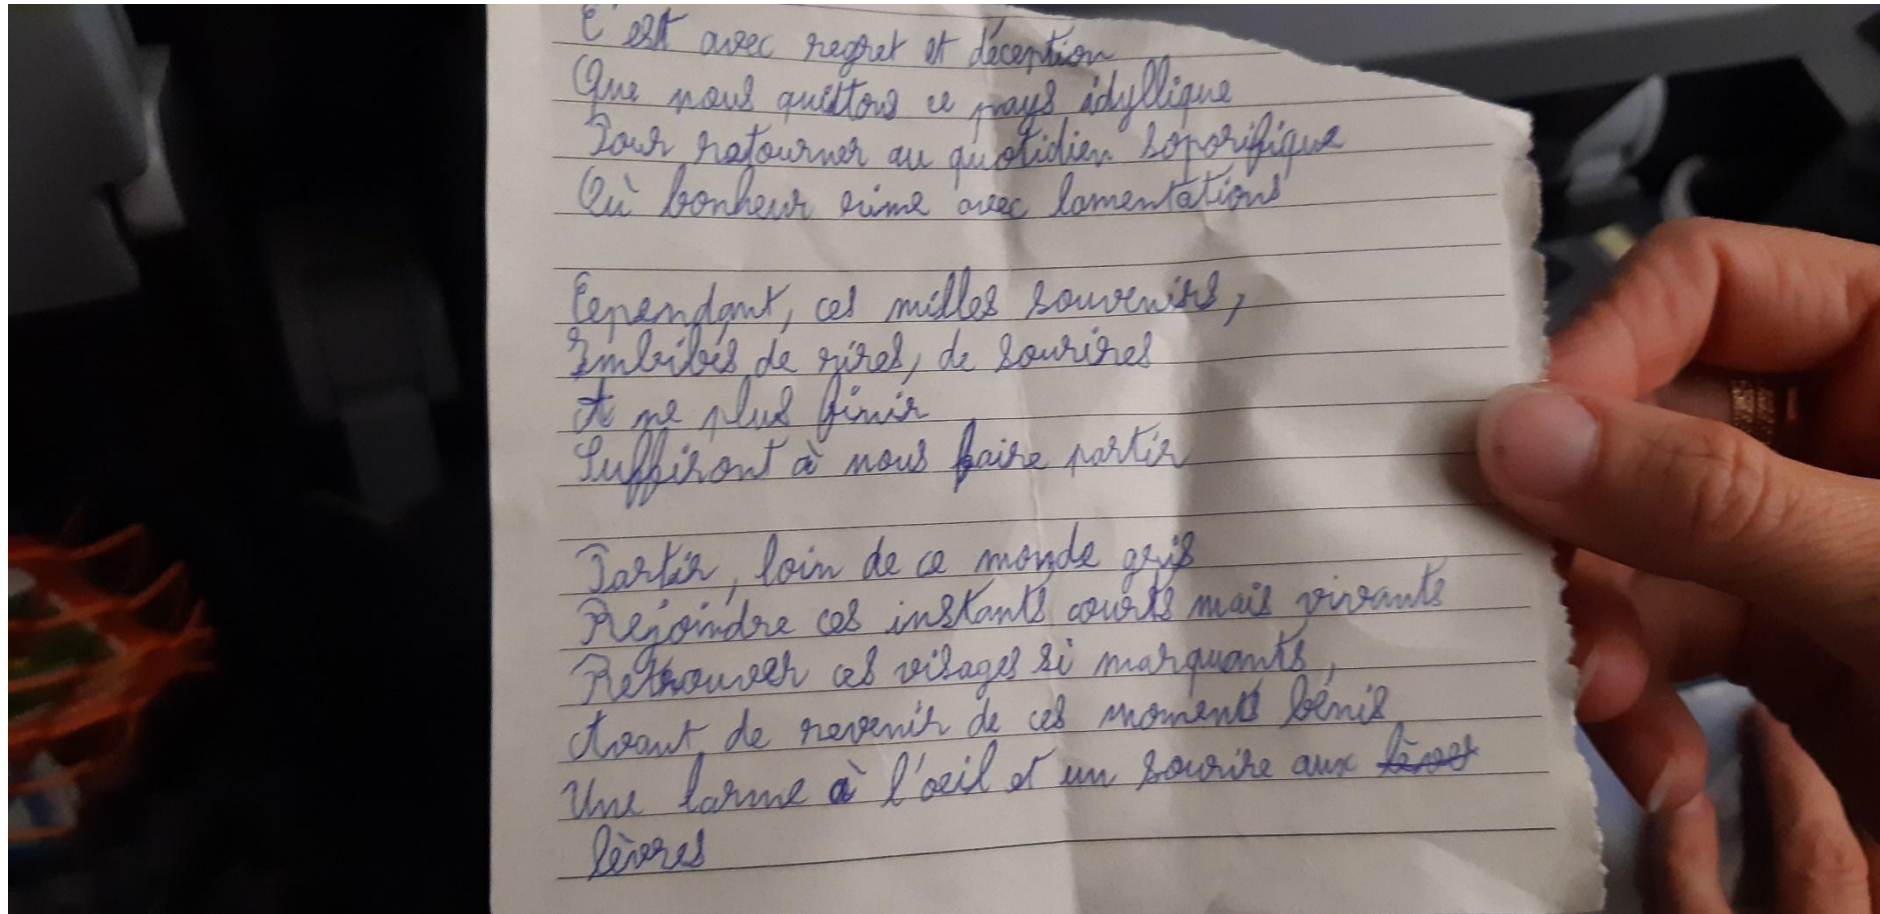 C'est avec regret et déception
Que nous quittons ce pays idyllique
Pour retourner au quotidien soporifique
Où bonheur rime avec lamentations
Cependant, ces milles souvenirs,
Imbibés de rires, de sourires
A ne plus finir
Suffiront à nous faire partir
Partir, loin de ce monde gris
Rejoindre ces instants courts mais vivants
Retrouver ces visages si marquants,
Avant de revenir de ces moments bénis
Une larme à l'oeil et un sourire aux lèvres
lèvres